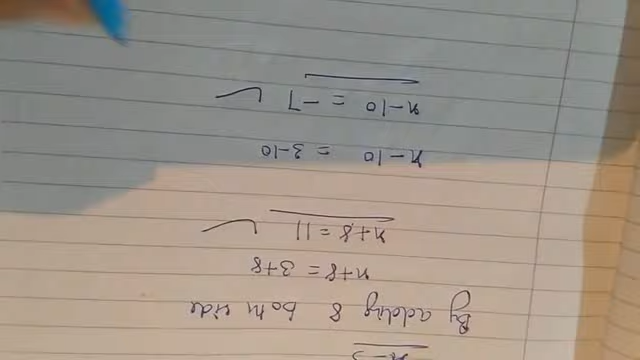 By adding 8 both side
x+8 = 3+8
x+8 = 11
x-10 = 3-10
x-10 = -7